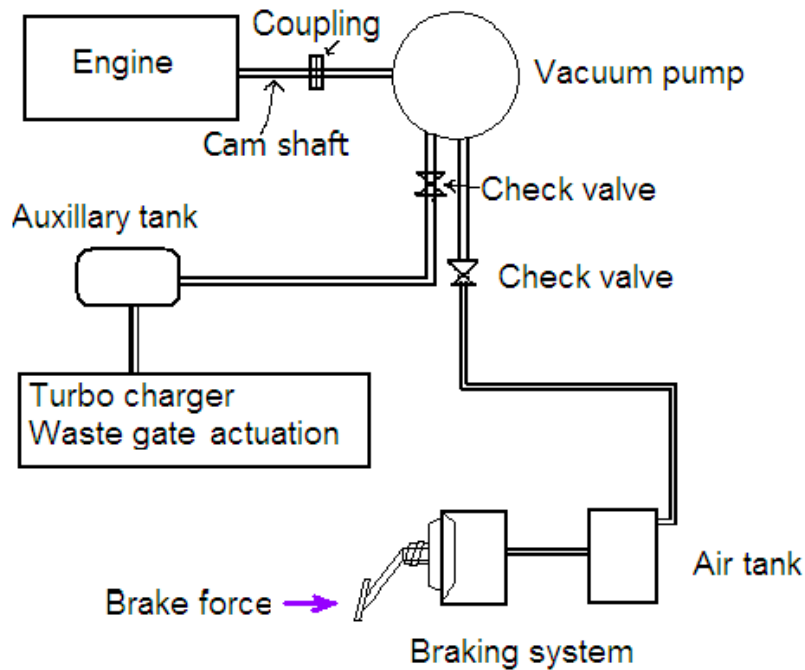 Coupling
Engine
Vacuum pump
Cam shaft
Check valve
Auxillary tank
Check valve
Turbo charger
Waste gate actuation
Air tank
Brake force
Braking system